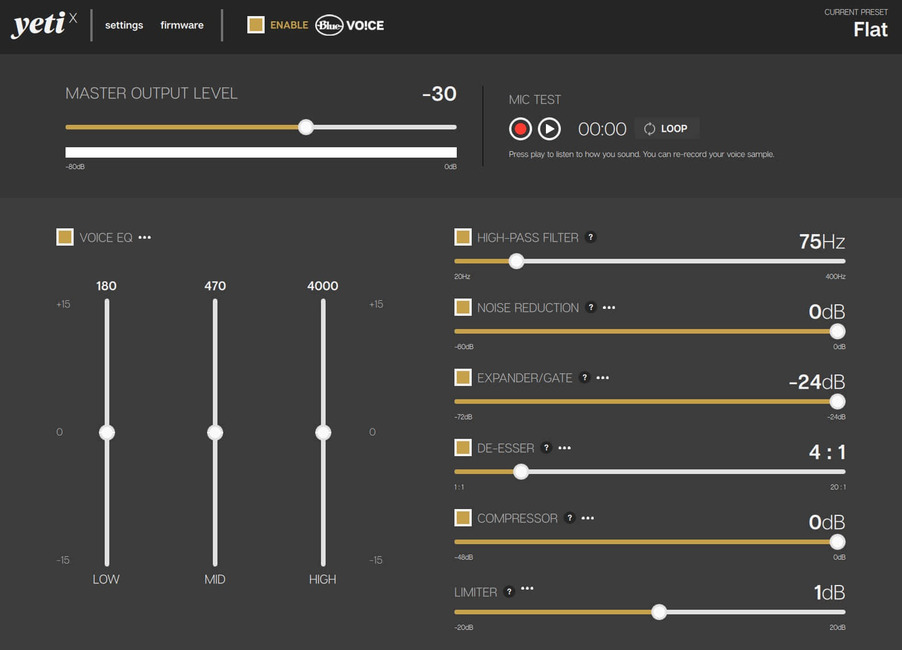 yeti X
settings
firmware
ENABLE
Blue VO!CE
CURRENT PRESET
Flat
MASTER OUTPUT LEVEL
-30
-80dB
0dB
MIC TEST
00:00
LOOP
Press play to listen to how you sound. You can re-record your voice sample.
VOICE EQ
180
470
4000
+15
+15
0
0
-15
-15
LOW
MID
HIGH
HIGH-PASS FILTER ?
75Hz
20Hz
400Hz
NOISE REDUCTION ?
0dB
-60dB
0dB
EXPANDER/GATE ?
-24dB
-72dB
-24dB
DE-ESSER ?
4 : 1
1 : 1
20 : 1
COMPRESSOR ?
0dB
-48dB
0dB
LIMITER ?
1dB
-20dB
20dB